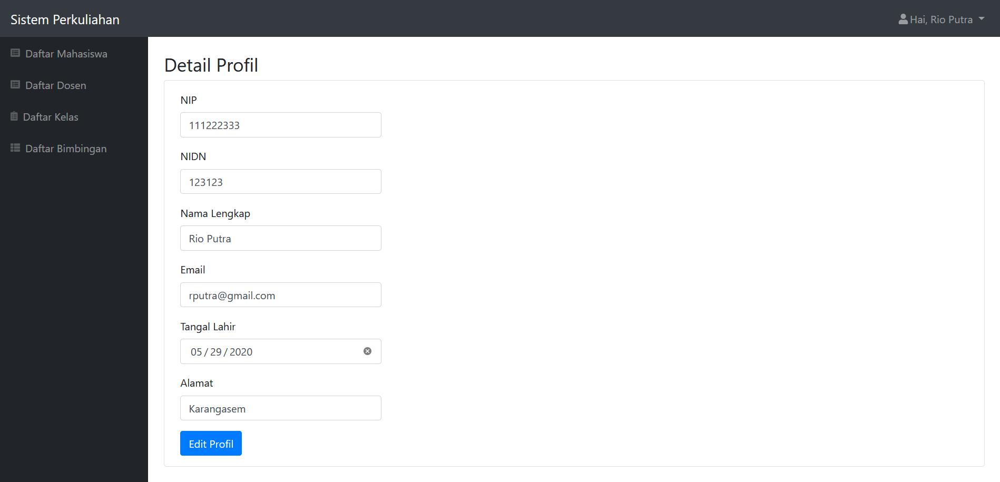 Sistem Perkuliahan
Hai, Rio Putra
Daftar Mahasiswa
Daftar Dosen
Daftar Kelas
Daftar Bimbingan
Detail Profil
NIP
111222333
NIDN
123123
Nama Lengkap
Rio Putra
Email
rputra@gmail.com
Tangal Lahir
05/29/2020
Alamat
Karangasem
Edit Profil